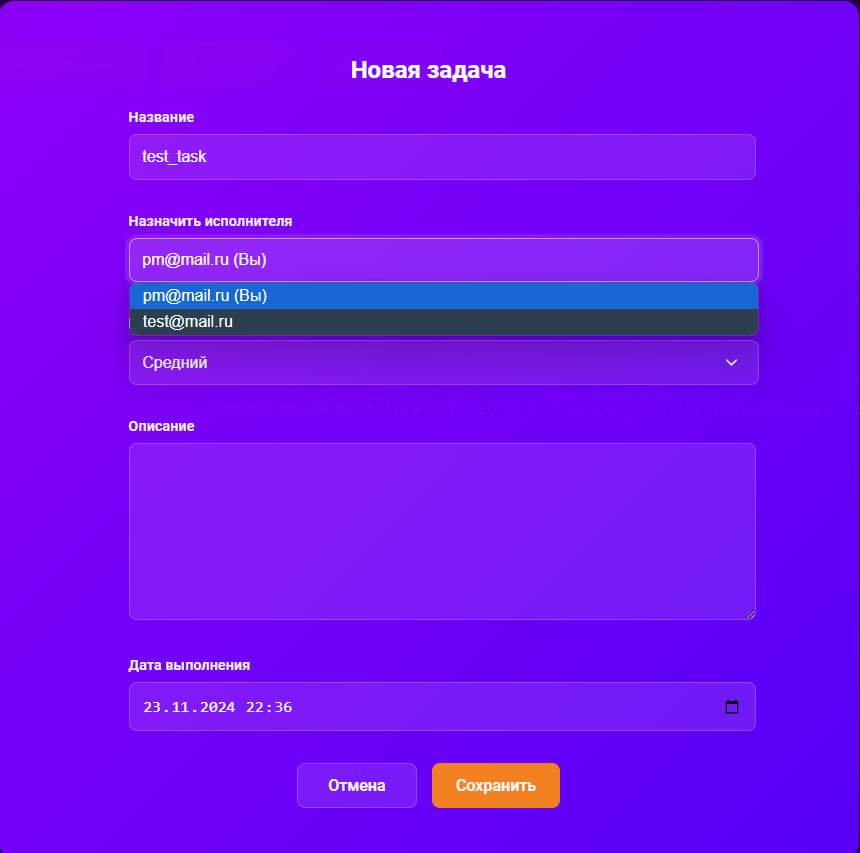 Новая задача
Название
test_task
Назначить исполнителя
pm@mail.ru (Вы)
pm@mail.ru (Вы)
test@mail.ru
Средний
Описание
Дата выполнения
23.11.2024 22:36
Отмена
Сохранить